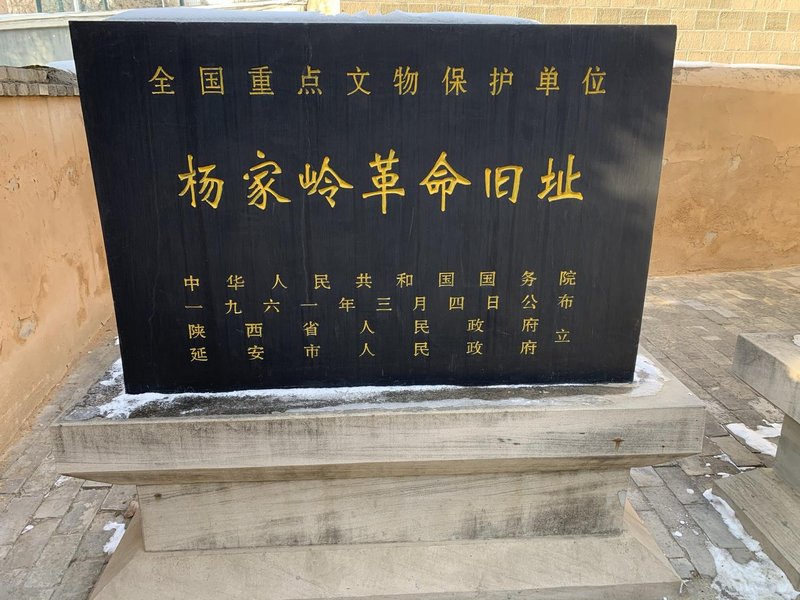 全国重点文物保护单位
杨家岭革命旧址
中华人民共和国国务院
一九六一年三月四日公布
陕西省人民政府
延安市人民政府
立